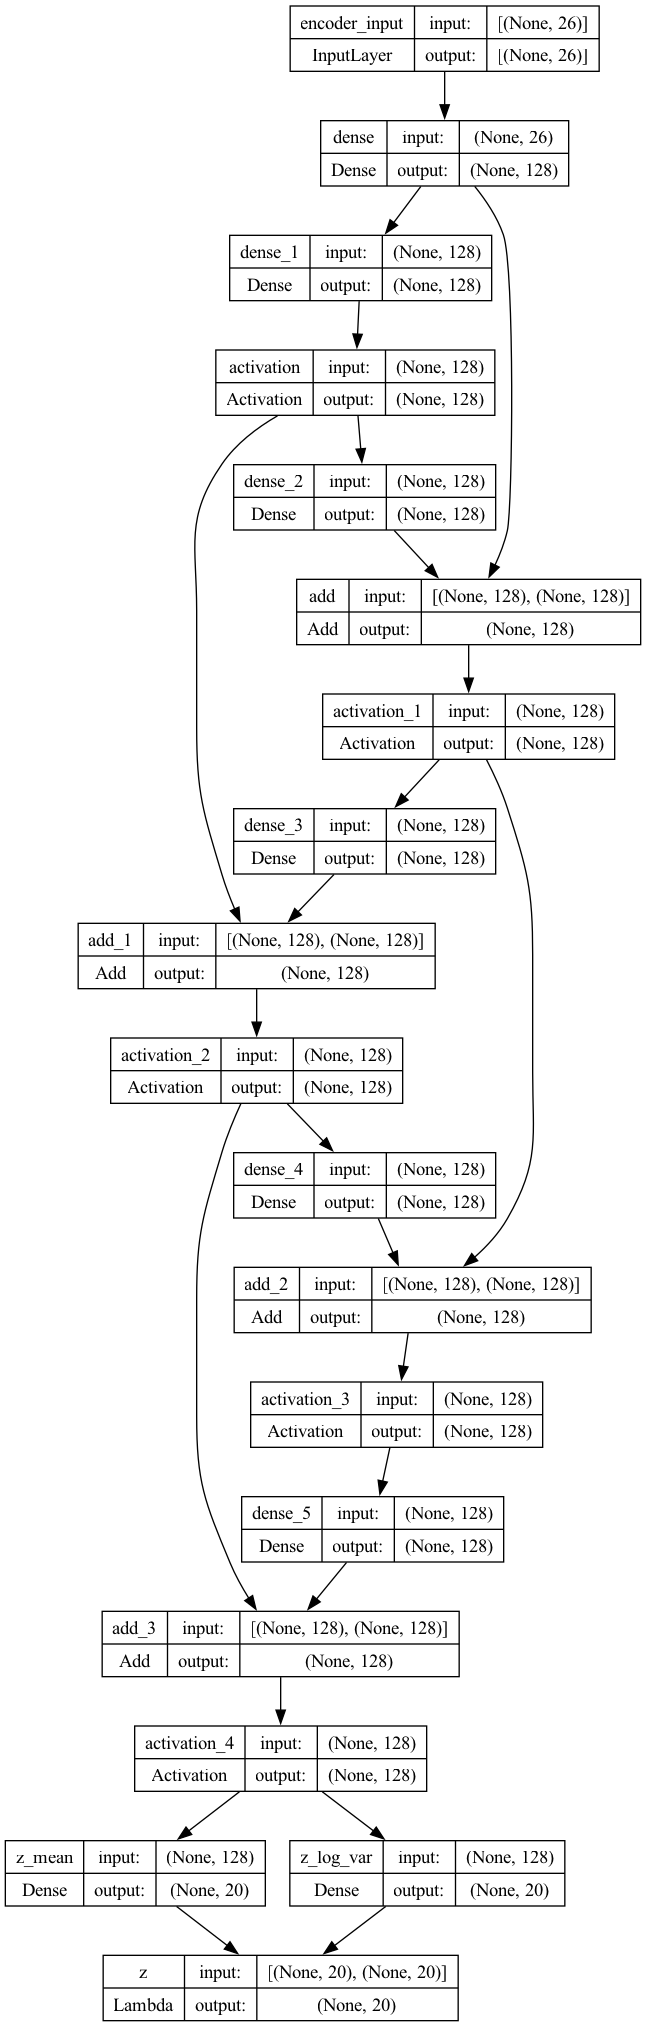 encoder_input input: [(None, 26)]
InputLayer output: [(None, 26)]
dense input: (None, 26)
Dense output: (None, 128)
dense_1 input: (None, 128)
Dense output: (None, 128)
activation input: (None, 128)
Activation output: (None, 128)
dense_2 input: (None, 128)
Dense output: (None, 128)
add input: [(None, 128), (None, 128)]
Add output: (None, 128)
activation_1 input: (None, 128)
Activation output: (None, 128)
dense_3 input: (None, 128)
Dense output: (None, 128)
add_1 input: [(None, 128), (None, 128)]
Add output: (None, 128)
activation_2 input: (None, 128)
Activation output: (None, 128)
dense_4 input: (None, 128)
Dense output: (None, 128)
add_2 input: [(None, 128), (None, 128)]
Add output: (None, 128)
activation_3 input: (None, 128)
Activation output: (None, 128)
dense_5 input: (None, 128)
Dense output: (None, 128)
add_3 input: [(None, 128), (None, 128)]
Add output: (None, 128)
activation_4 input: (None, 128)
Activation output: (None, 128)
z_mean input: (None, 128)
Dense output: (None, 20)
z_log_var input: (None, 128)
Dense output: (None, 20)
z input: [(None, 20), (None, 20)]
Lambda output: (None, 20)